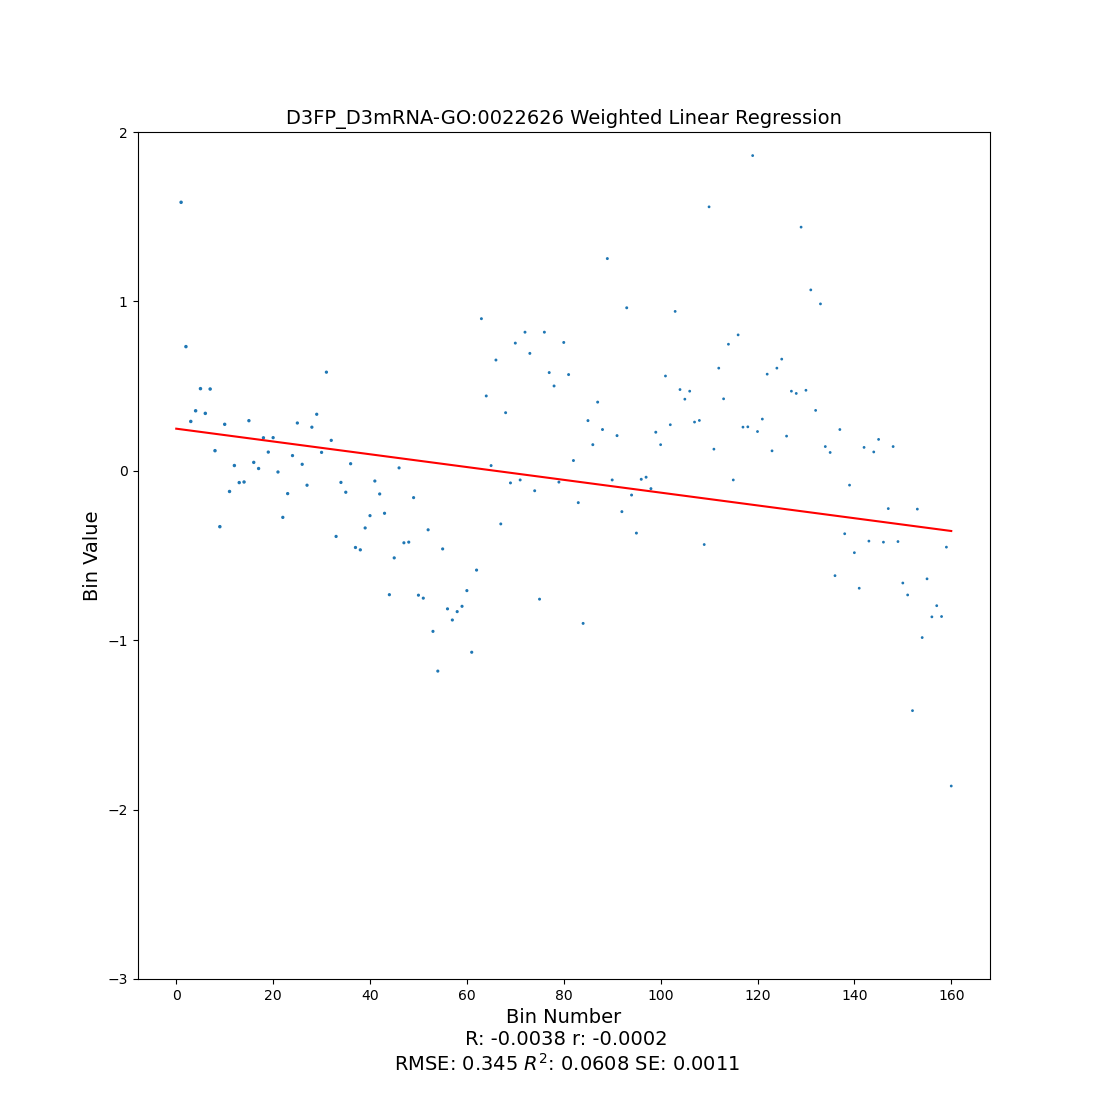 D3FP_D3mRNA-GO:0022626 Weighted Linear Regression
2
1
0
−1
−2
−3
Bin Value
0 20 40 60 80 100 120 140 160
Bin Number
R: -0.0038 r: -0.0002
RMSE: 0.345 R²: 0.0608 SE: 0.0011